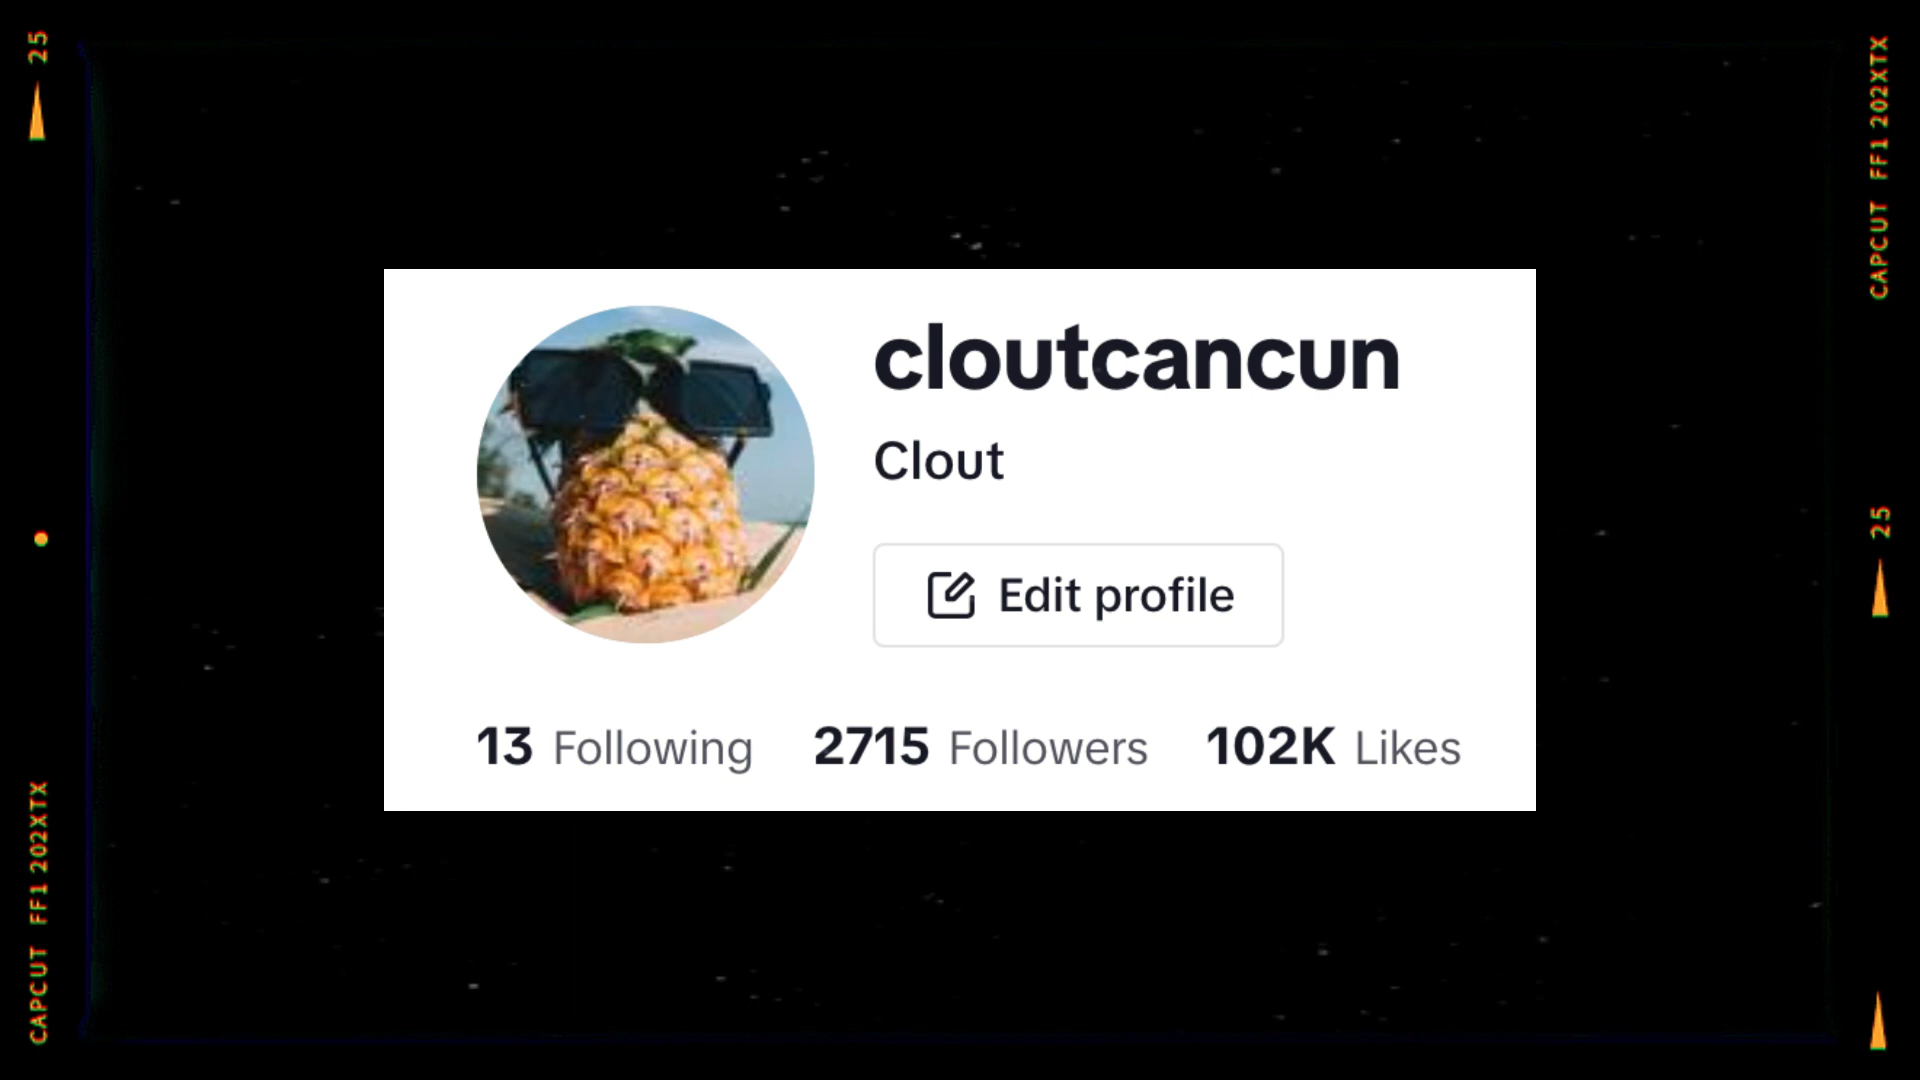 25
CAPCUT FF1 202XTX
cloutcancun
Clout
Edit profile
13 Following 2715 Followers 102K Likes
25
CAPCUT FF1 202XTX